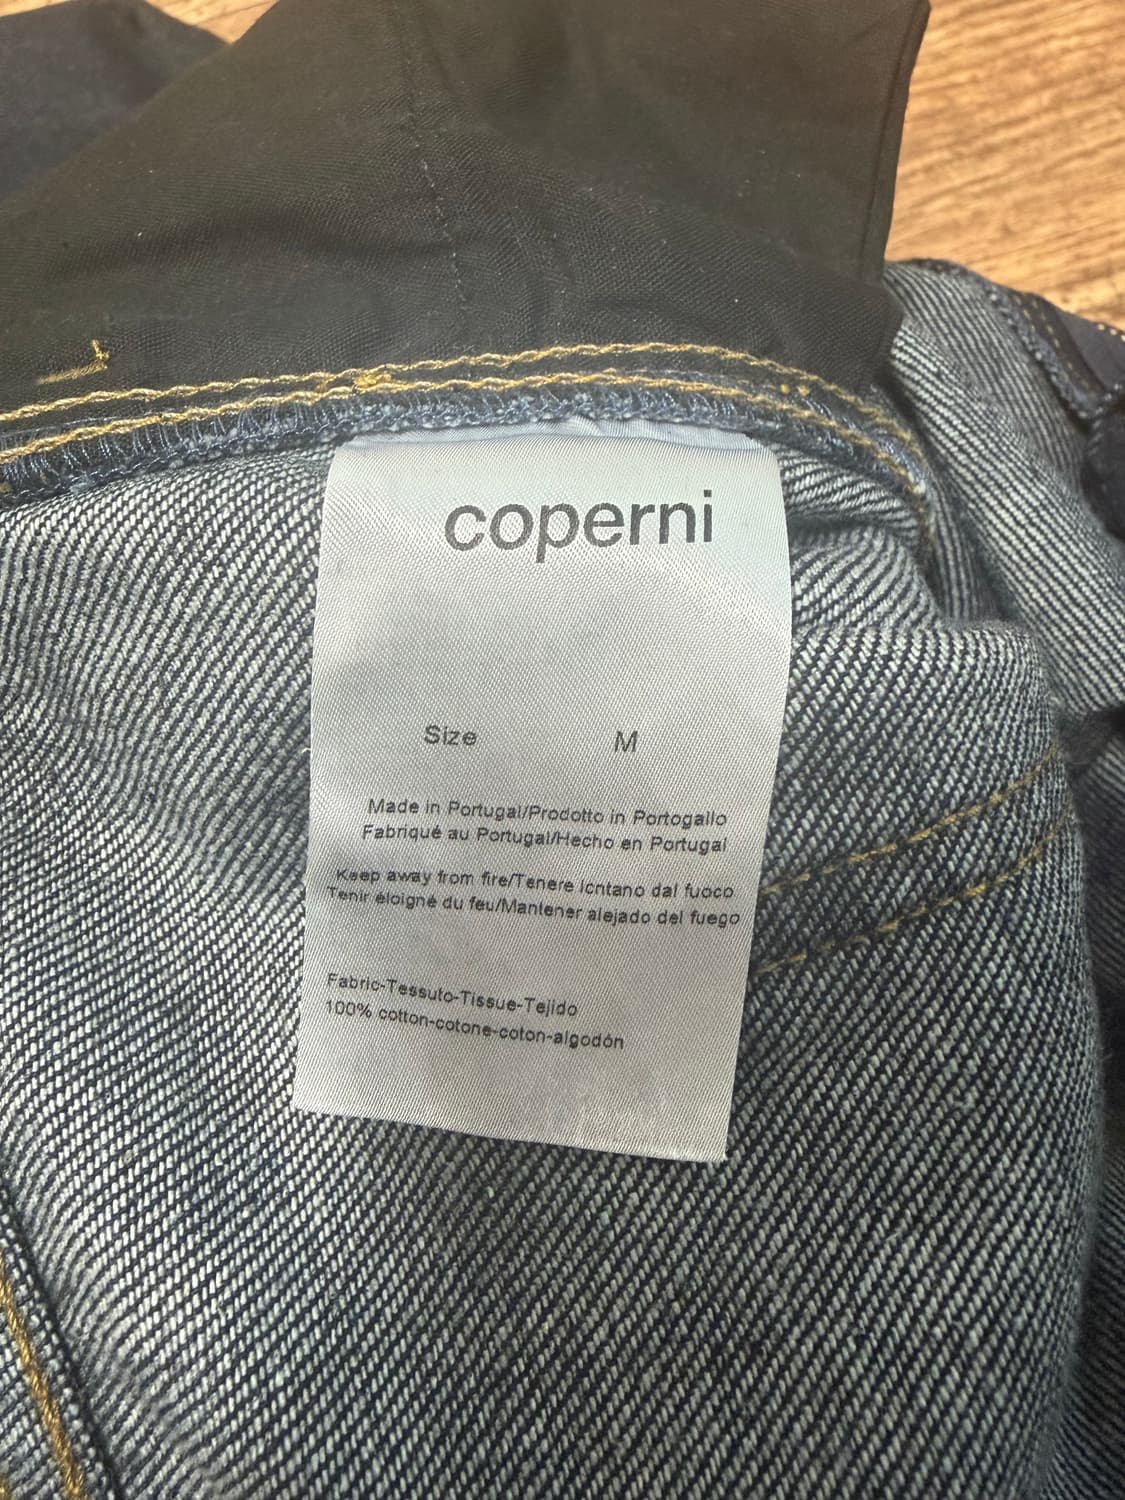 coperni
Size M
Made in Portugal/Prodotto in Portogallo
Fabriqué au Portugal/Hecho en Portugal
Keep away from fire/Tenere lontano dal fuoco
Tenir éloigné du feu/Mantener alejado del fuego
Fabric-Tessuto-Tissue-Tejido
100% cotton-cotone-coton-algodón